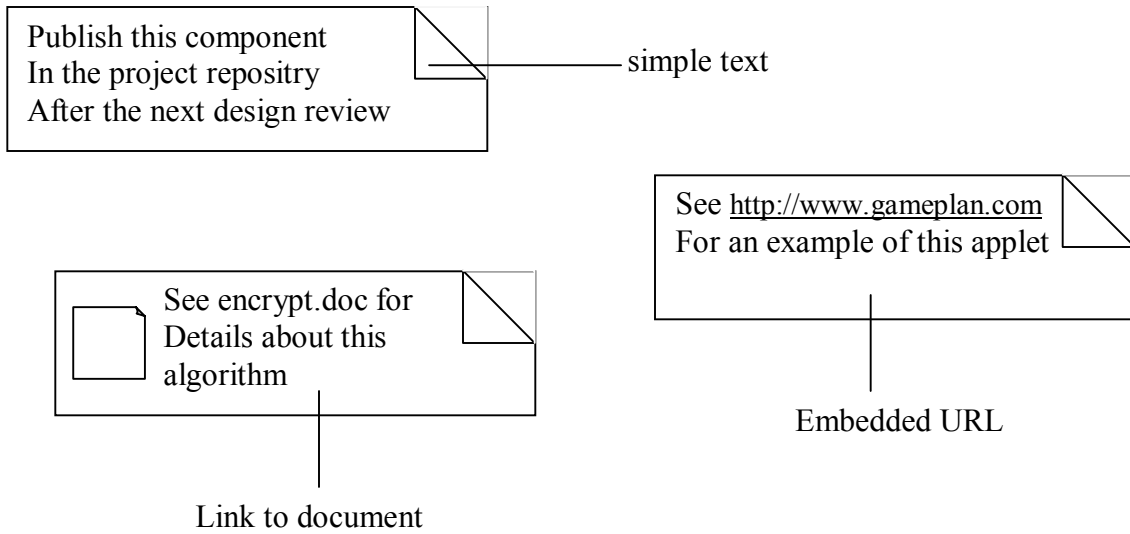 Publish this component
In the project repositry
After the next design review
simple text
See http://www.gameplan.com
For an example of this applet
See encrypt.doc for
Details about this
algorithm
Embedded URL
Link to document